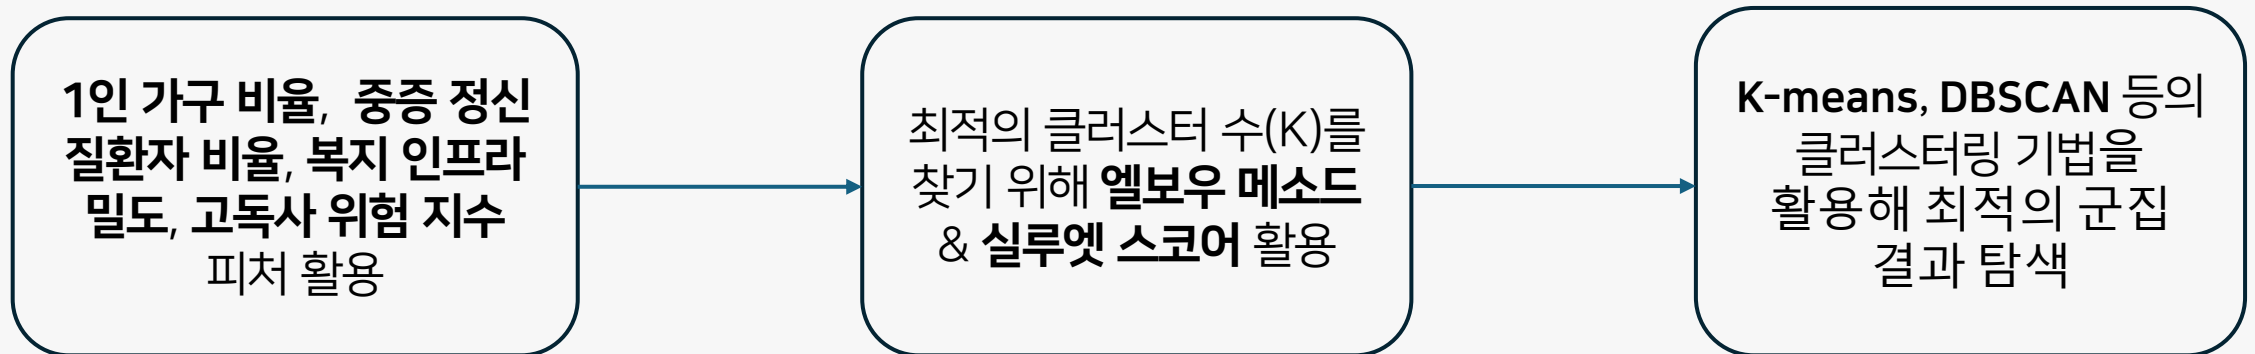 1인 가구 비율, 중증 정신
질환자 비율, 복지 인프라
밀도, 고독사 위험 지수
피처 활용
최적의 클러스터 수(K)를
찾기 위해 엘보우 메소드
& 실루엣 스코어 활용
K-means, DBSCAN 등의
클러스터링 기법을
활용해 최적의 군집
결과 탐색